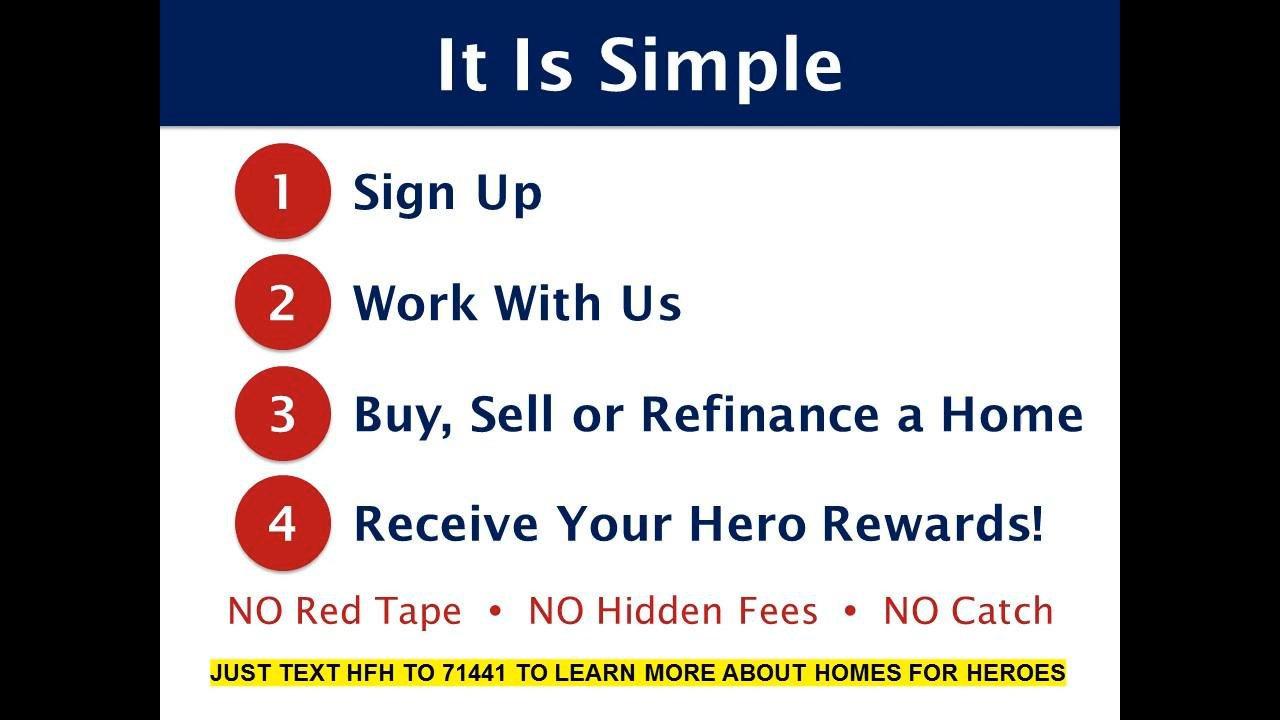 It Is Simple
1 Sign Up
2 Work With Us
3 Buy, Sell or Refinance a Home
4 Receive Your Hero Rewards!
NO Red Tape • NO Hidden Fees • NO Catch
JUST TEXT HFH TO 71441 TO LEARN MORE ABOUT HOMES FOR HEROES